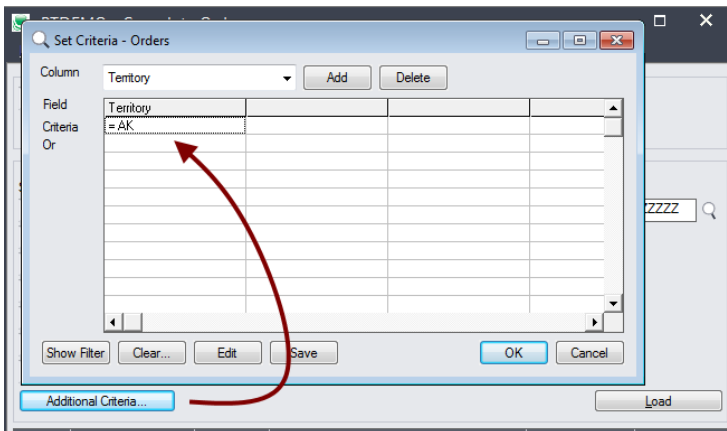 Set Criteria - Orders
Column Territory Add Delete
Field Territory
Criteria = AK
Or
ZZZZ
Show Filter Clear... Edit Save OK Cancel
Additional Criteria... Load